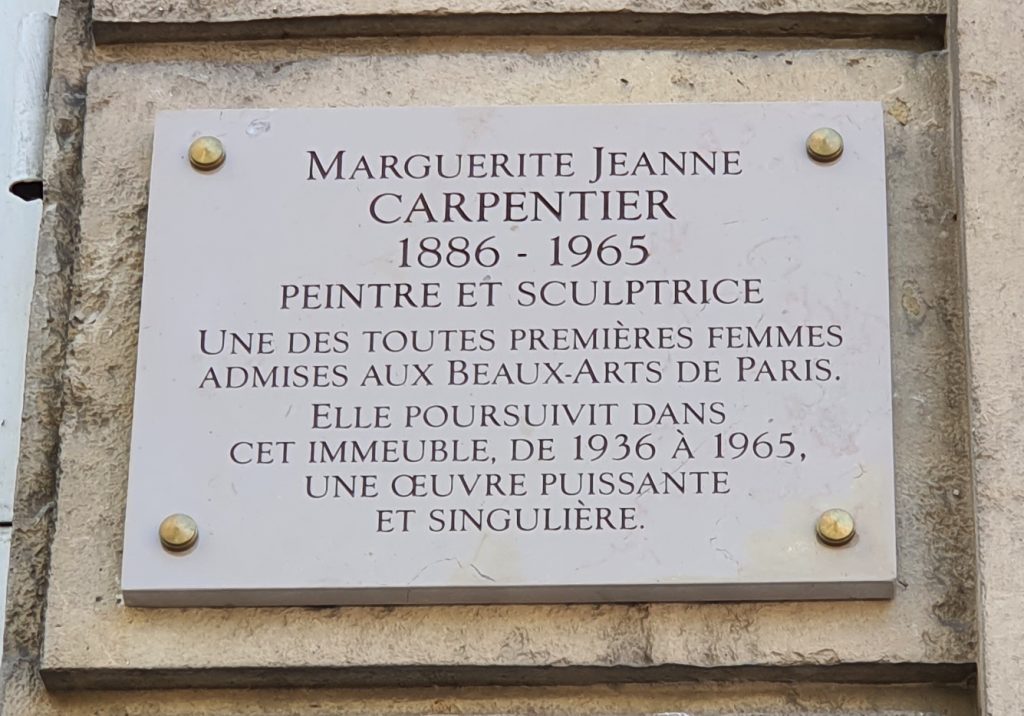 MARGUERITE JEANNE
CARPENTIER
1886 - 1965
PEINTRE ET SCULPTRICE
UNE DES TOUTES PREMIÈRES FEMMES
ADMISES AUX BEAUX-ARTS DE PARIS.
ELLE POURSUIVIT DANS
CET IMMEUBLE, DE 1936 À 1965,
UNE ŒUVRE PUISSANTE
ET SINGULIÈRE.